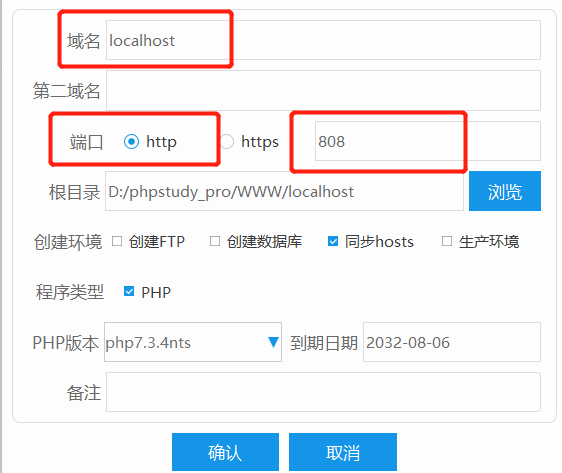 域名 localhost
第二域名
端口 http https 808
根目录 D:/phpstudy_pro/WWW/localhost 浏览
创建环境 创建FTP 创建数据库 同步hosts 生产环境
程序类型 PHP
PHP版本 php7.3.4nts 到期日期 2032-08-06
备注
确认 取消